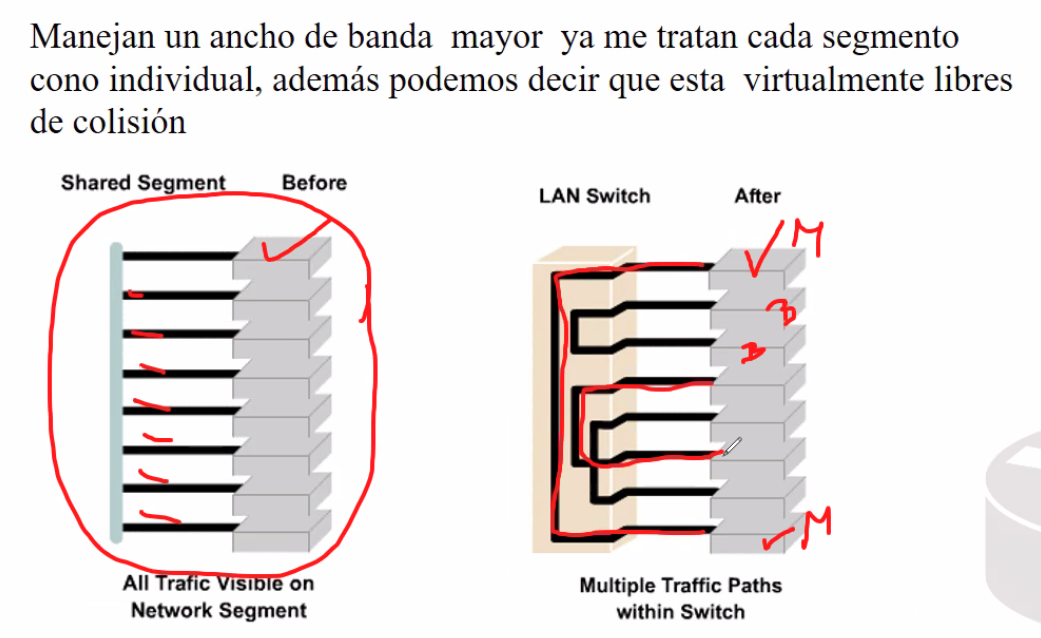 Manejan un ancho de banda mayor ya me tratan cada segmento
cono individual, además podemos decir que esta virtualmente libres
de colisión
Shared Segment Before
LAN Switch After
M
B
B
M
All Trafic Visible on
Network Segment
Multiple Traffic Paths
within Switch